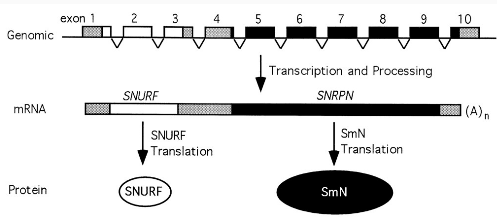 exon 1 2 3 4 5 6 7 8 9 10
Genomic
Transcription and Processing
SNURF SNRPN
mRNA (A)n
SNURF
Translation
SmN
Translation
Protein SNURF SmN